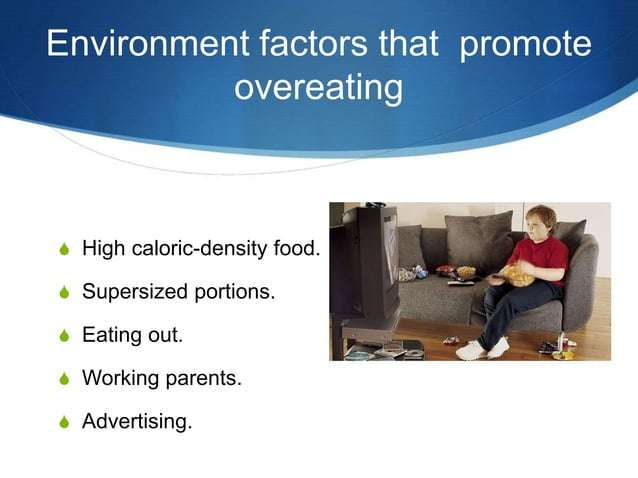 Environment factors that  promote
overeating
High caloric-density food.
Supersized portions.
Eating out.
Working parents.
Advertising.